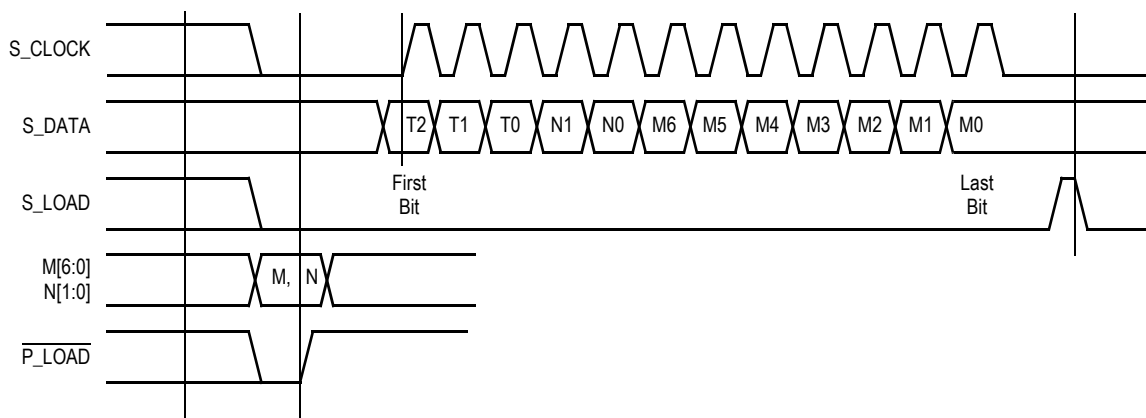 S_CLOCK
S_DATA
T2 T1 T0 N1 N0 M6 M5 M4 M3 M2 M1 M0
S_LOAD
First
Bit
Last
Bit
M[6:0]
N[1:0]
M, N
P_LOAD